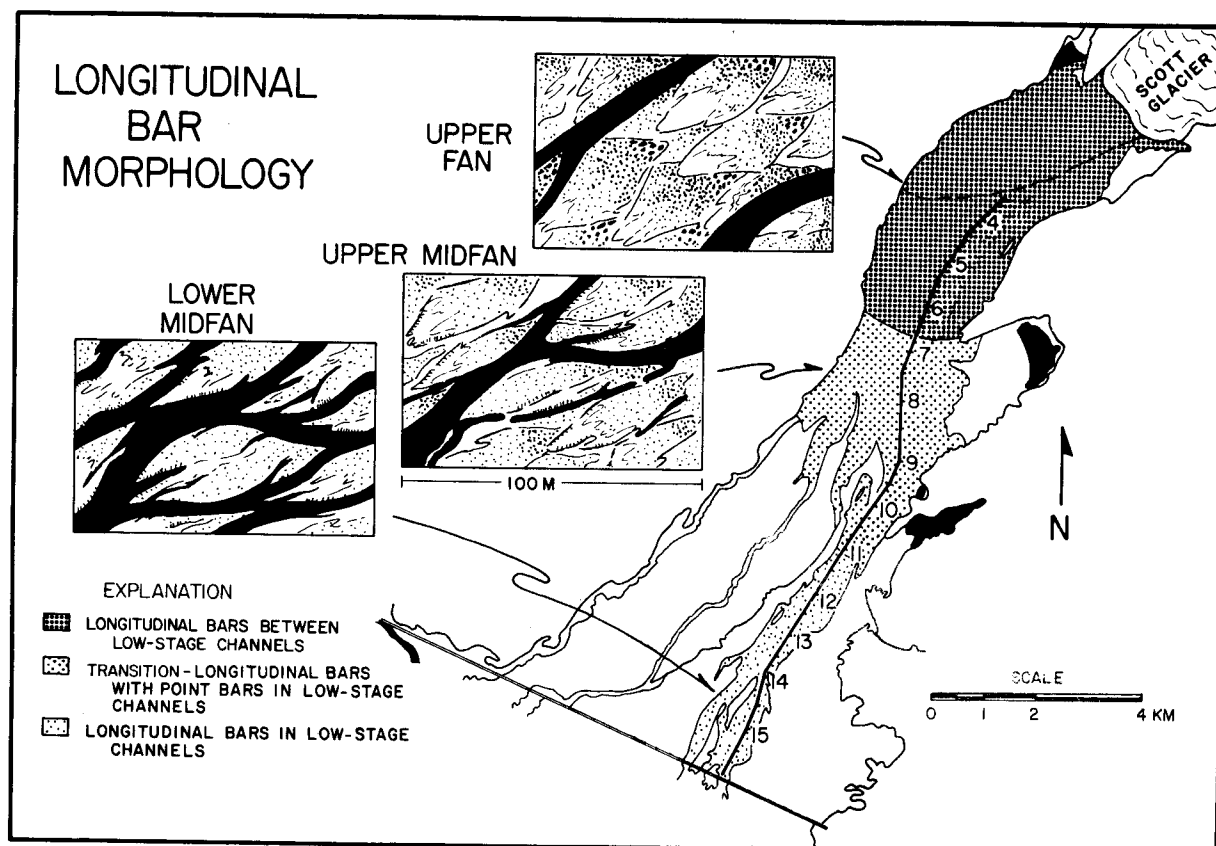 LONGITUDINAL
BAR
MORPHOLOGY
UPPER
FAN
UPPER MIDFAN
LOWER
MIDFAN
100 M
SCOTT
GLACIER
4
5
6
7
8
9
10
11
12
13
14
15
N
EXPLANATION
LONGITUDINAL BARS BETWEEN
LOW-STAGE CHANNELS
TRANSITION-LONGITUDINAL BARS
WITH POINT BARS IN LOW-STAGE
CHANNELS
LONGITUDINAL BARS IN LOW-STAGE
CHANNELS
SCALE
0 1 2 4 KM